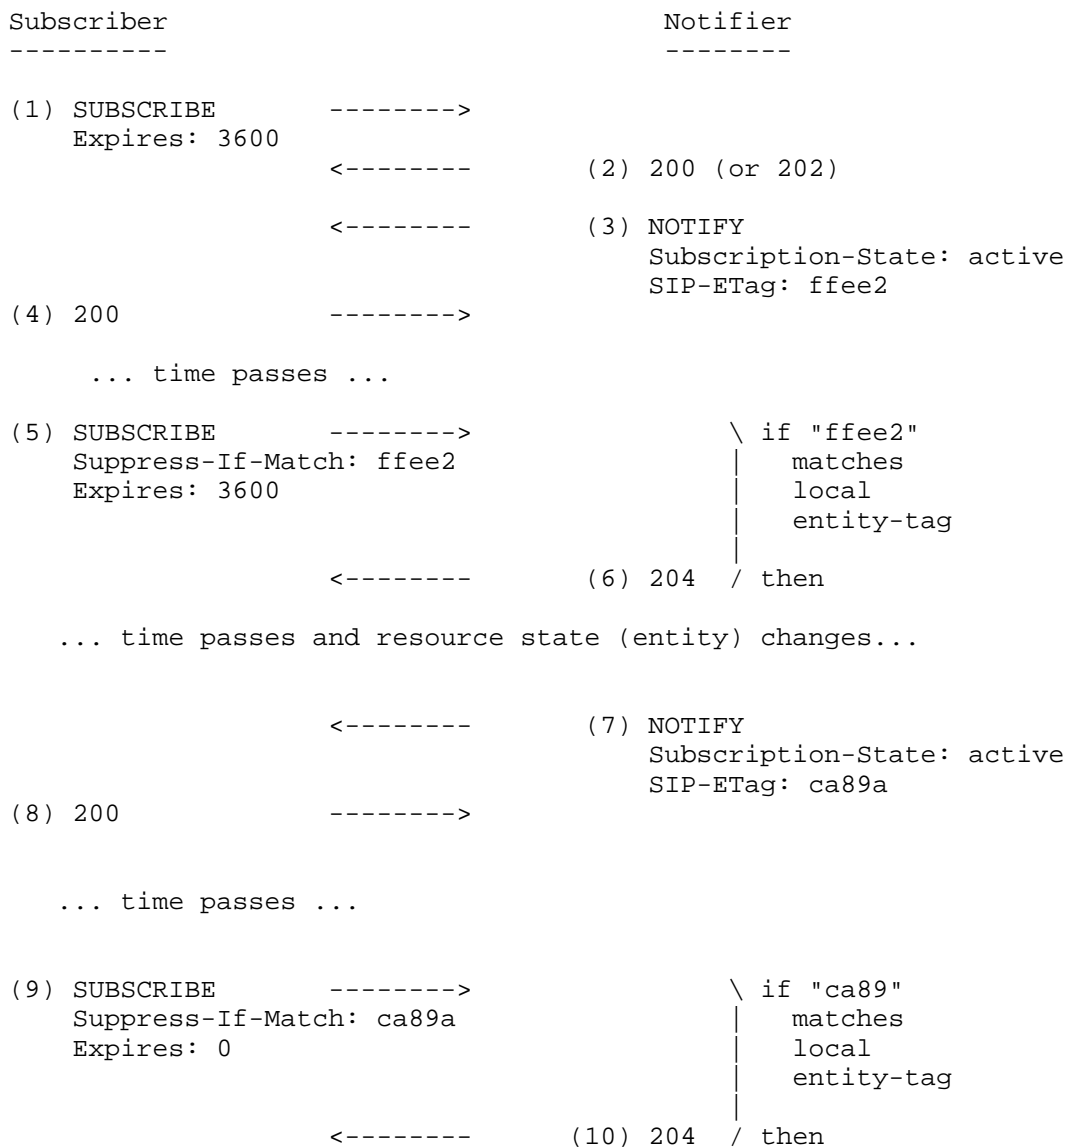 Subscriber                                  Notifier
----------                                  --------
(1) SUBSCRIBE          -------->
    Expires: 3600
                       <--------       (2) 200 (or 202)
                       <--------       (3) NOTIFY
                                           Subscription-State: active
                                           SIP-ETag: ffee2
(4) 200                -------->
     ... time passes ...
(5) SUBSCRIBE          -------->                \ if "ffee2"
    Suppress-If-Match: ffee2                    |   matches
    Expires: 3600                               |   local
                                                |   entity-tag
                                                |
                       <--------       (6) 204  / then
   ... time passes and resource state (entity) changes...
                       <--------       (7) NOTIFY
                                           Subscription-State: active
                                           SIP-ETag: ca89a
(8) 200                -------->
   ... time passes ...
(9) SUBSCRIBE          -------->                \ if "ca89"
    Suppress-If-Match: ca89a                    |   matches
    Expires: 0                                  |   local
                                                |   entity-tag
                                                |
                       <--------      (10) 204  / then